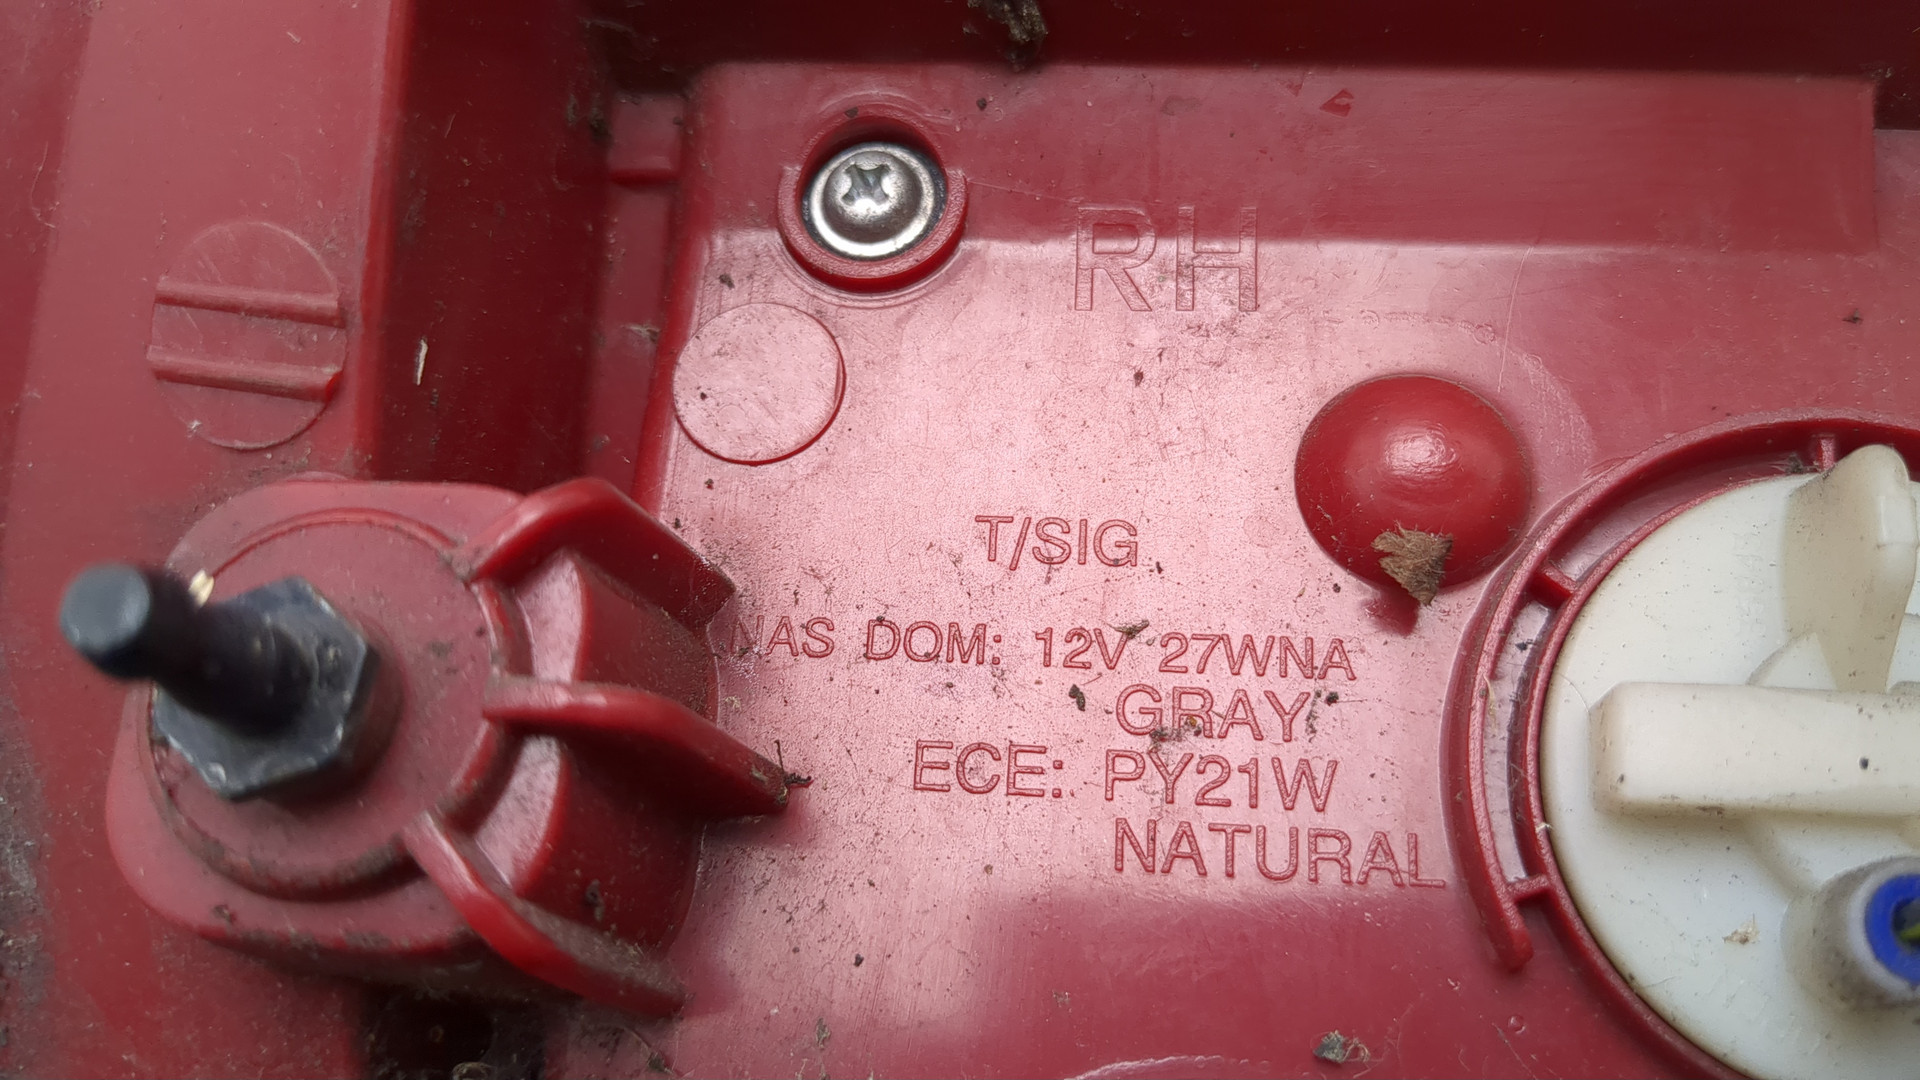 RH
T/SIG
NAS DOM: 12V 27WNA
GRAY
ECE: PY21W
NATURAL